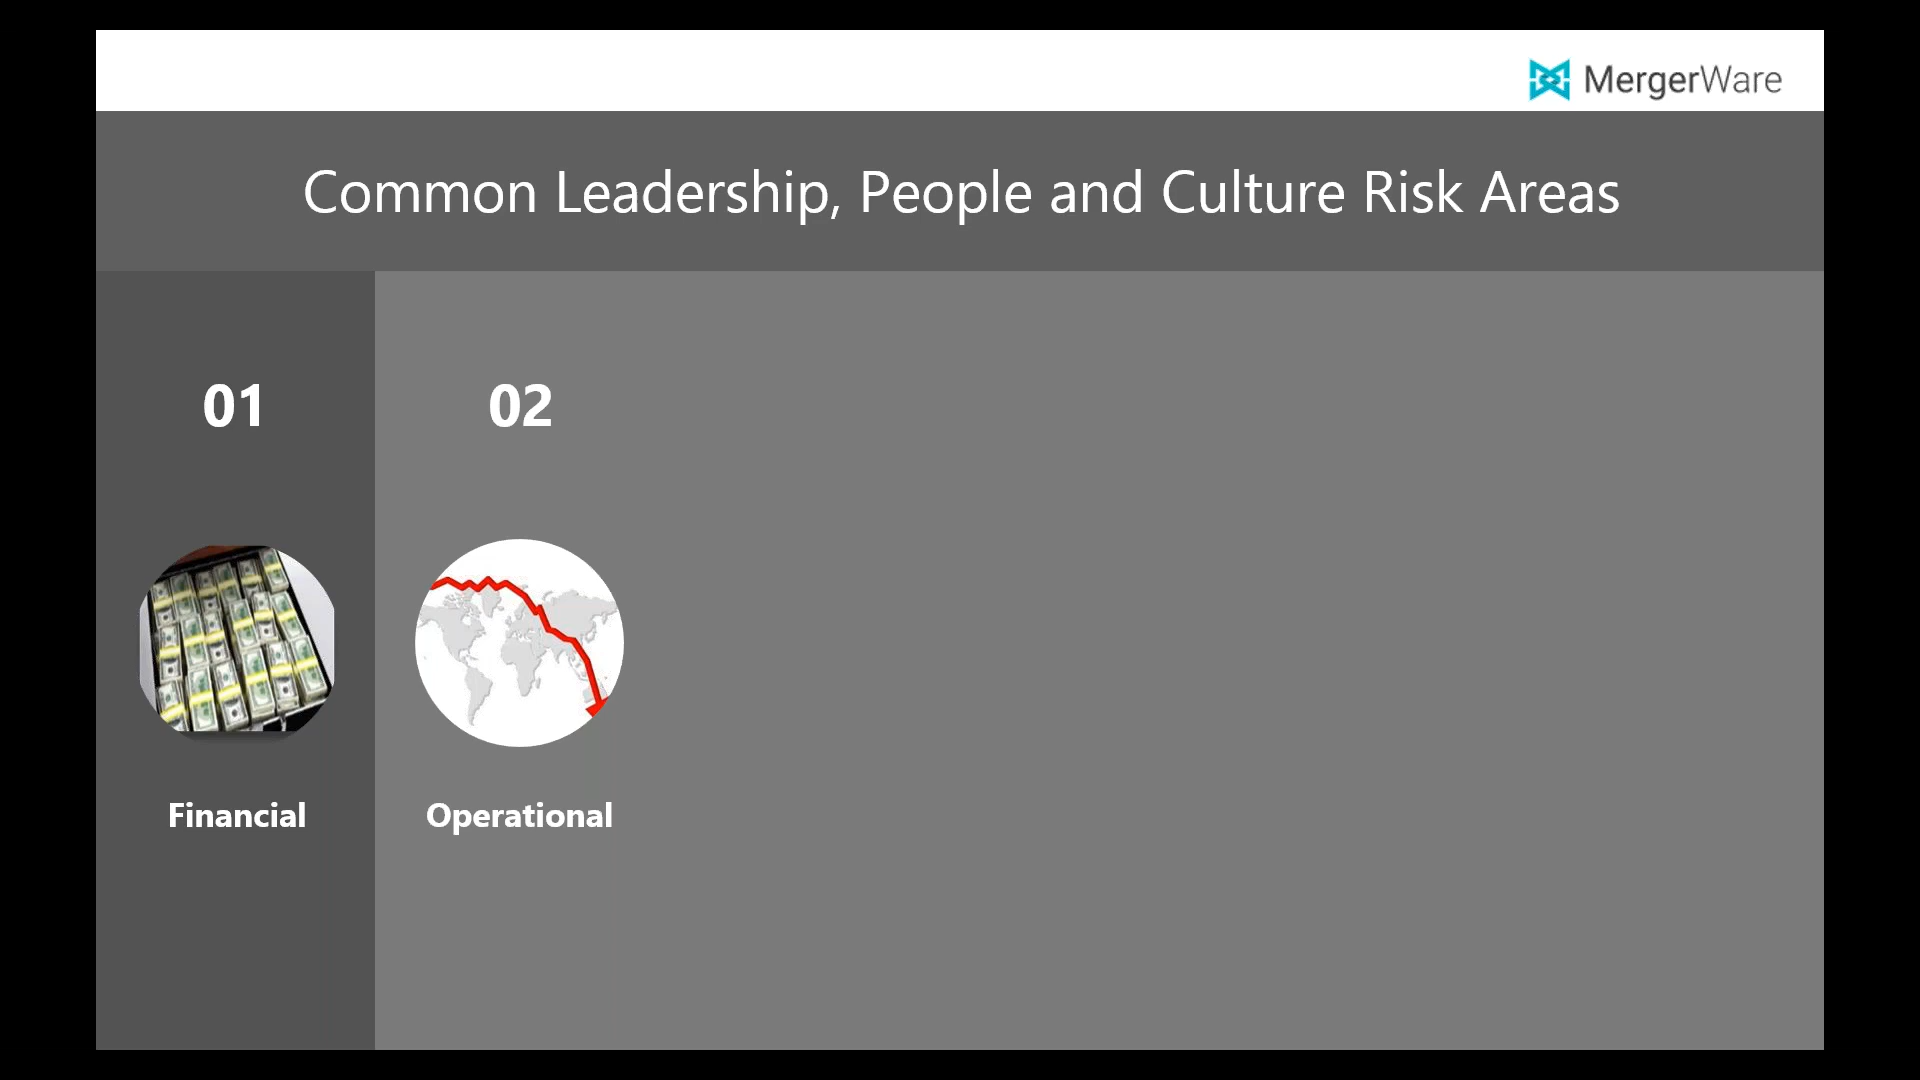 MergerWare
Common Leadership, People and Culture Risk Areas
01
02
Financial
Operational